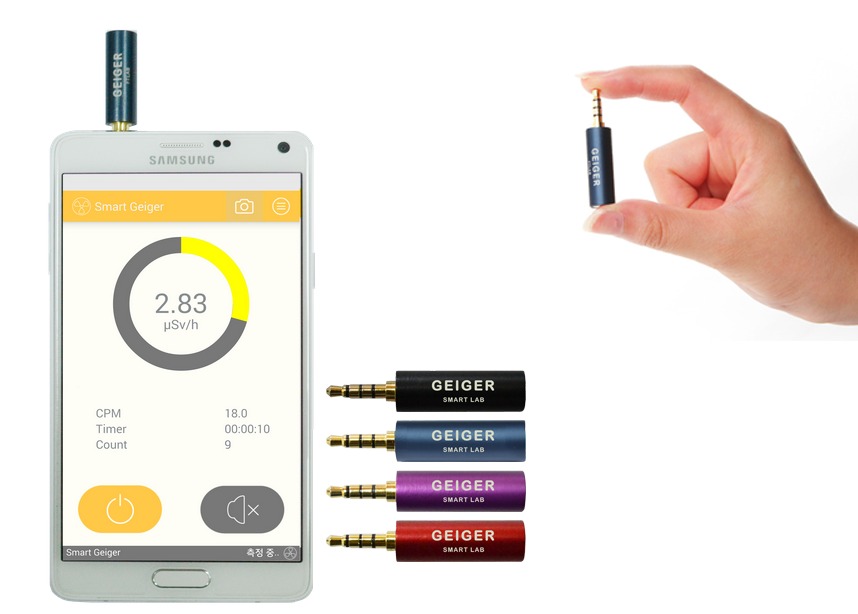 GEIGER
SAMSUNG
Smart Geiger
2.83
µSv/h
CPM 18.0
Timer 00:00:10
Count 9
Smart Geiger 측정 중..
GEIGER
GEIGER
SMART LAB
GEIGER
SMART LAB
GEIGER
SMART LAB
GEIGER
SMART LAB